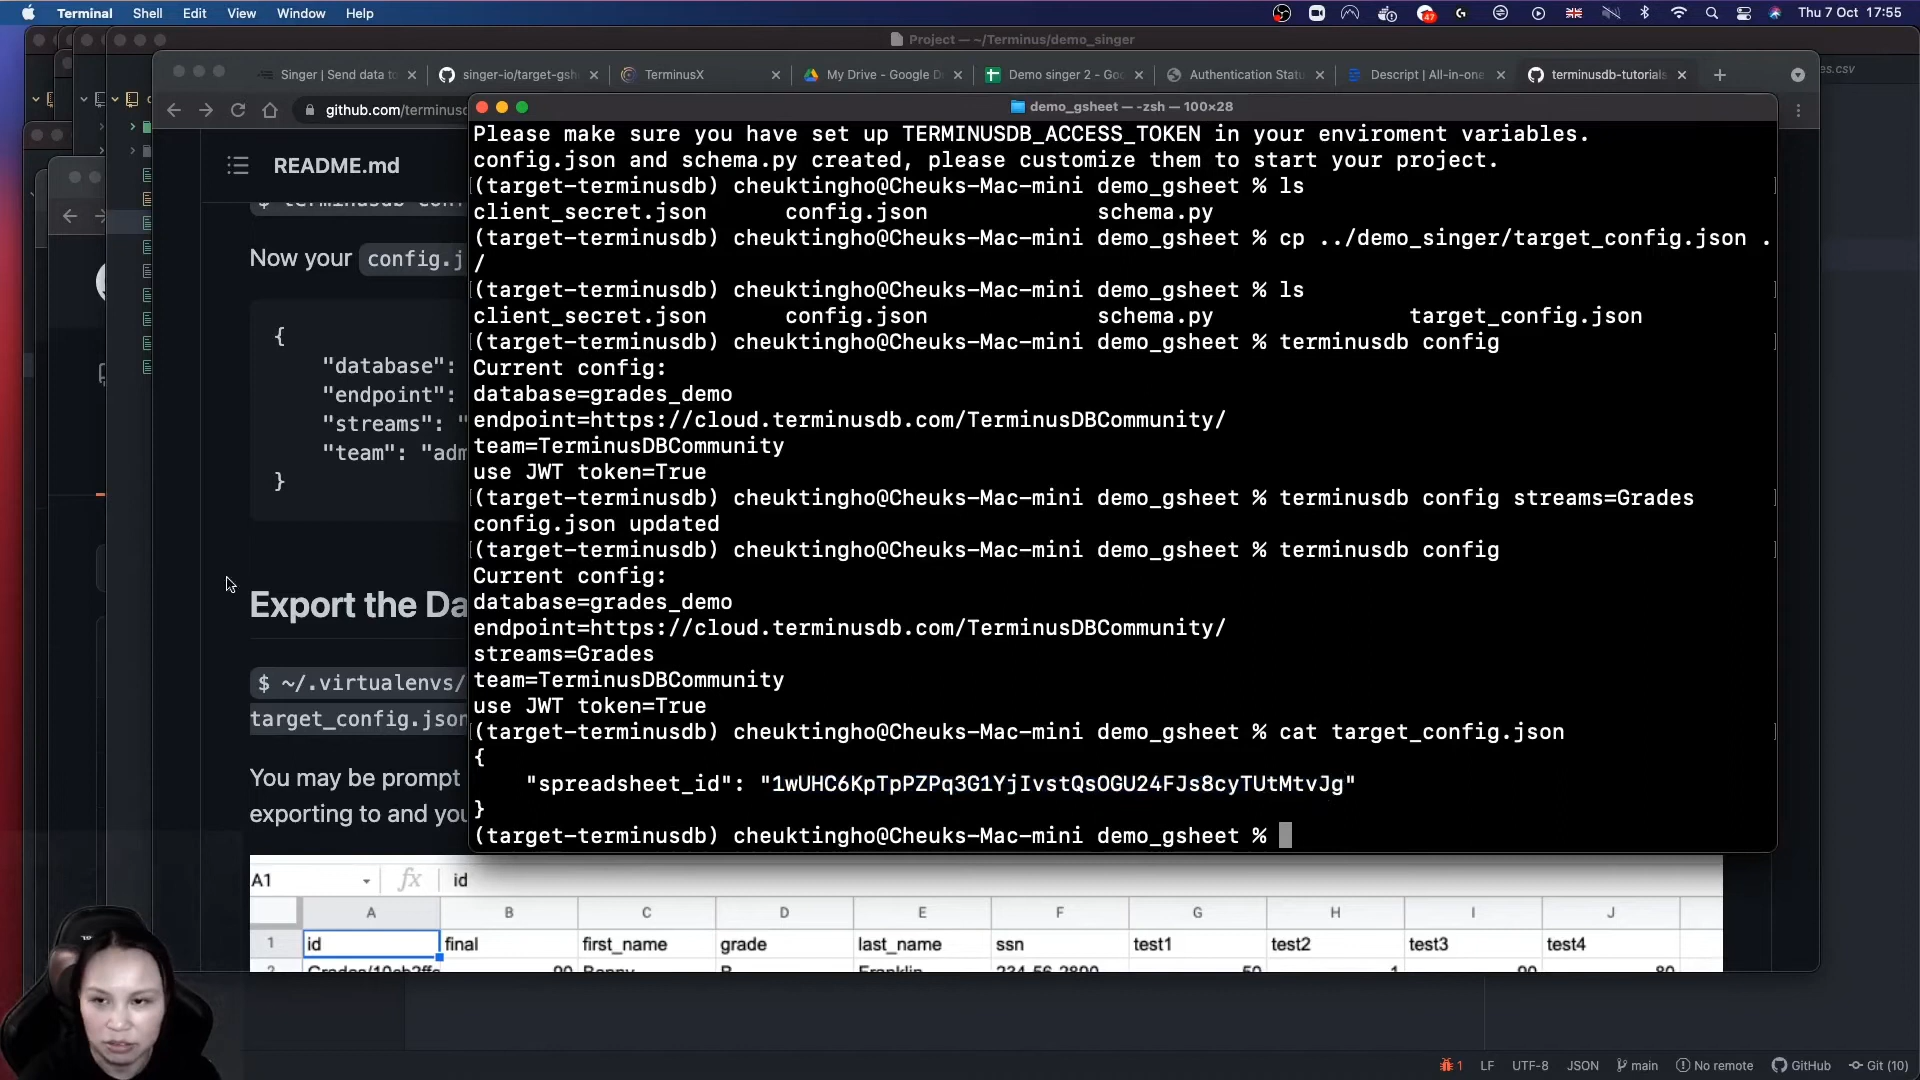 Terminal Shell Edit View Window Help
47
Thu 7 Oct 17:55
Project — ~/Terminus/demo_singer
Singer | Send data to
singer-io/target-gsh
TerminusX
My Drive - Google D
Demo singer 2 - Go
Authentication Statu
Descript | All-in-one
terminusdb-tutorials
es.csv
github.com/terminusd
demo_gsheet — -zsh — 100×28
README.md
Now your config.j
{
"database":
"endpoint":
"streams": "
"team": "adm
}
Export the Da
$ ~/.virtualenvs/
target_config.json
You may be prompt
exporting to and you
Please make sure you have set up TERMINUSDB_ACCESS_TOKEN in your enviroment variables.
config.json and schema.py created, please customize them to start your project.
(target-terminusdb) cheuktingho@Cheuks-Mac-mini demo_gsheet % ls
client_secret.json config.json schema.py
(target-terminusdb) cheuktingho@Cheuks-Mac-mini demo_gsheet % cp ../demo_singer/target_config.json .
/
(target-terminusdb) cheuktingho@Cheuks-Mac-mini demo_gsheet % ls
client_secret.json config.json schema.py target_config.json
(target-terminusdb) cheuktingho@Cheuks-Mac-mini demo_gsheet % terminusdb config
Current config:
database=grades_demo
endpoint=https://cloud.terminusdb.com/TerminusDBCommunity/
team=TerminusDBCommunity
use JWT token=True
(target-terminusdb) cheuktingho@Cheuks-Mac-mini demo_gsheet % terminusdb config streams=Grades
config.json updated
(target-terminusdb) cheuktingho@Cheuks-Mac-mini demo_gsheet % terminusdb config
Current config:
database=grades_demo
endpoint=https://cloud.terminusdb.com/TerminusDBCommunity/
streams=Grades
team=TerminusDBCommunity
use JWT token=True
(target-terminusdb) cheuktingho@Cheuks-Mac-mini demo_gsheet % cat target_config.json
{
"spreadsheet_id": "1wUHC6KpTpPZPq3G1YjIvstQsOGU24FJs8cyTUtMtvJg"
}
(target-terminusdb) cheuktingho@Cheuks-Mac-mini demo_gsheet %
A1 fx id
A B C D E F G H I J
1 id final first_name grade last_name ssn test1 test2 test3 test4
1 LF UTF-8 JSON main No remote GitHub Git (10)